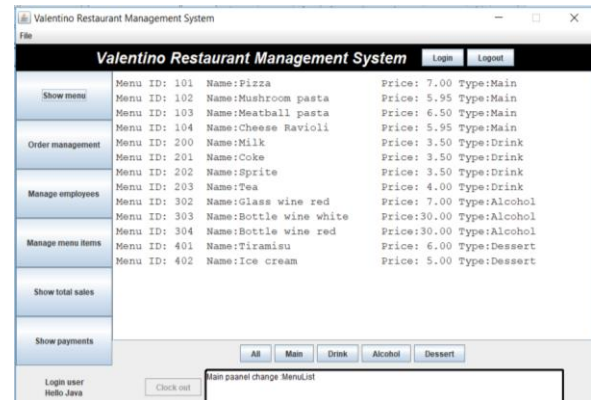 Valentino Restaurant Management System
File
Valentino Restaurant Management System Login Logout
Show menu
Order management
Manage employees
Manage menu items
Show total sales
Show payments
Menu ID: 101 Name:Pizza Price: 7.00 Type:Main
Menu ID: 102 Name:Mushroom pasta Price: 5.95 Type:Main
Menu ID: 103 Name:Meatball pasta Price: 6.50 Type:Main
Menu ID: 104 Name:Cheese Ravioli Price: 5.95 Type:Main
Menu ID: 200 Name:Milk Price: 3.50 Type:Drink
Menu ID: 201 Name:Coke Price: 3.50 Type:Drink
Menu ID: 202 Name:Sprite Price: 3.50 Type:Drink
Menu ID: 203 Name:Tea Price: 4.00 Type:Drink
Menu ID: 302 Name:Glass wine red Price: 7.00 Type:Alcohol
Menu ID: 303 Name:Bottle wine white Price:30.00 Type:Alcohol
Menu ID: 304 Name:Bottle wine red Price:30.00 Type:Alcohol
Menu ID: 401 Name:Tiramisu Price: 6.00 Type:Dessert
Menu ID: 402 Name:Ice cream Price: 5.00 Type:Dessert
All Main Drink Alcohol Dessert
Login user
Hello Java
Clock out
Main paanel change :MenuList